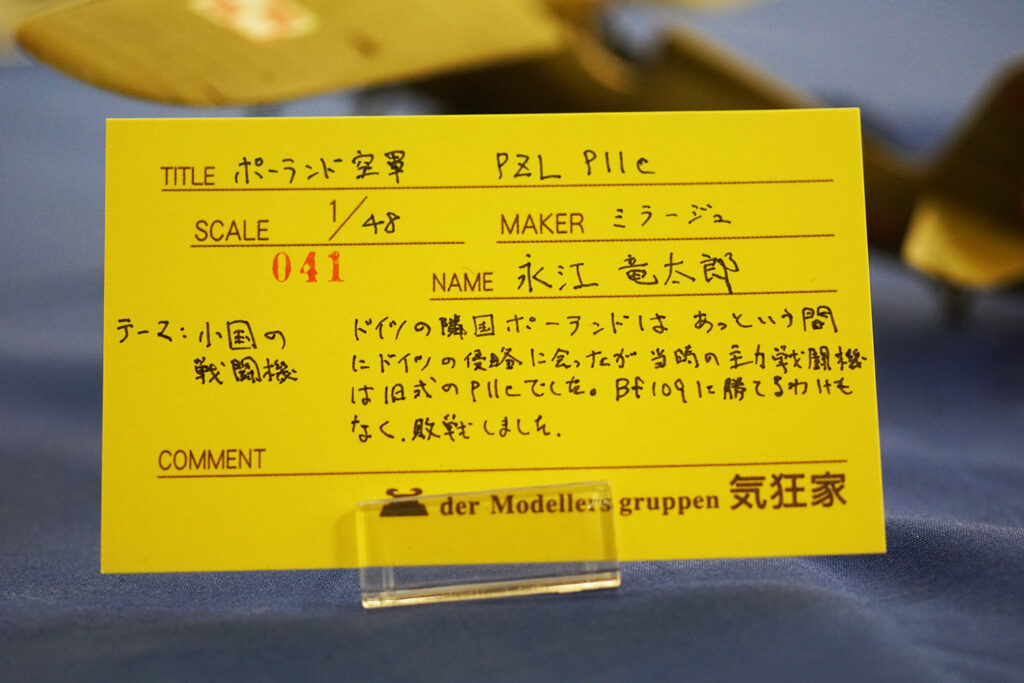 TITLE ポーランド空軍 PZL P11c
SCALE 1/48 MAKER ミラージュ
041
NAME 永江 竜太郎
テーマ:小国の
戦闘機
ドイツの隣国ポーランドは あっという間
にドイツの侵略に会ったが 当時の主力戦闘機
は旧式のP11cでした。Bf109に勝てるわけも
なく、敗戦しました。
COMMENT
der Modellers gruppen 気狂家